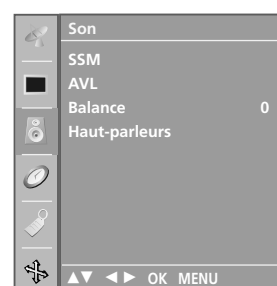 Son
SSM
AVL
Balance 0
Haut-parleurs
▲▼ ◀▶ OK MENU